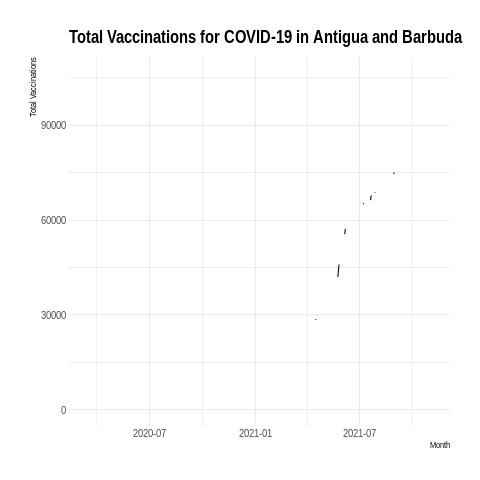 Total Vaccinations for COVID-19 in Antigua and Barbuda
Total Vaccinations
90000
60000
30000
0
2020-07
2021-01
2021-07
Month